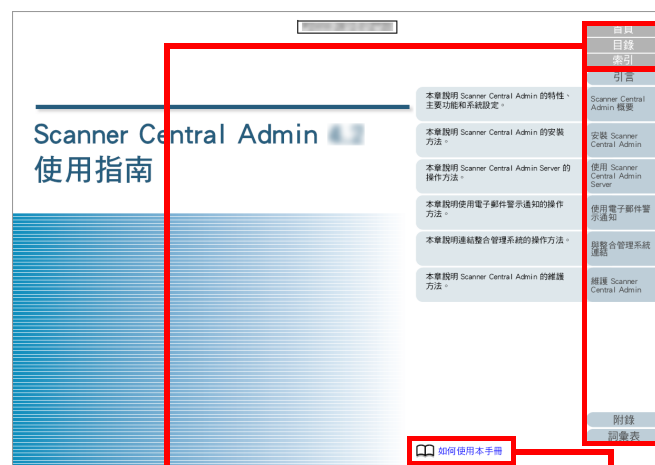 首頁
目錄
索引
引言
Scanner Central Admin
使用指南
本章說明 Scanner Central Admin 的特性、
主要功能和系統設定。
Scanner Central
Admin 概要
本章說明 Scanner Central Admin 的安裝
方法。
安裝 Scanner
Central Admin
本章說明 Scanner Central Admin Server 的
操作方法。
使用 Scanner
Central Admin
Server
本章說明使用電子郵件警示通知的操作
方法。
使用電子郵件警
示通知
本章說明連結整合管理系統的操作方法。
與整合管理系統
連結
本章說明 Scanner Central Admin 的維護
方法。
維護 Scanner
Central Admin
附錄
詞彙表
如何使用本手冊